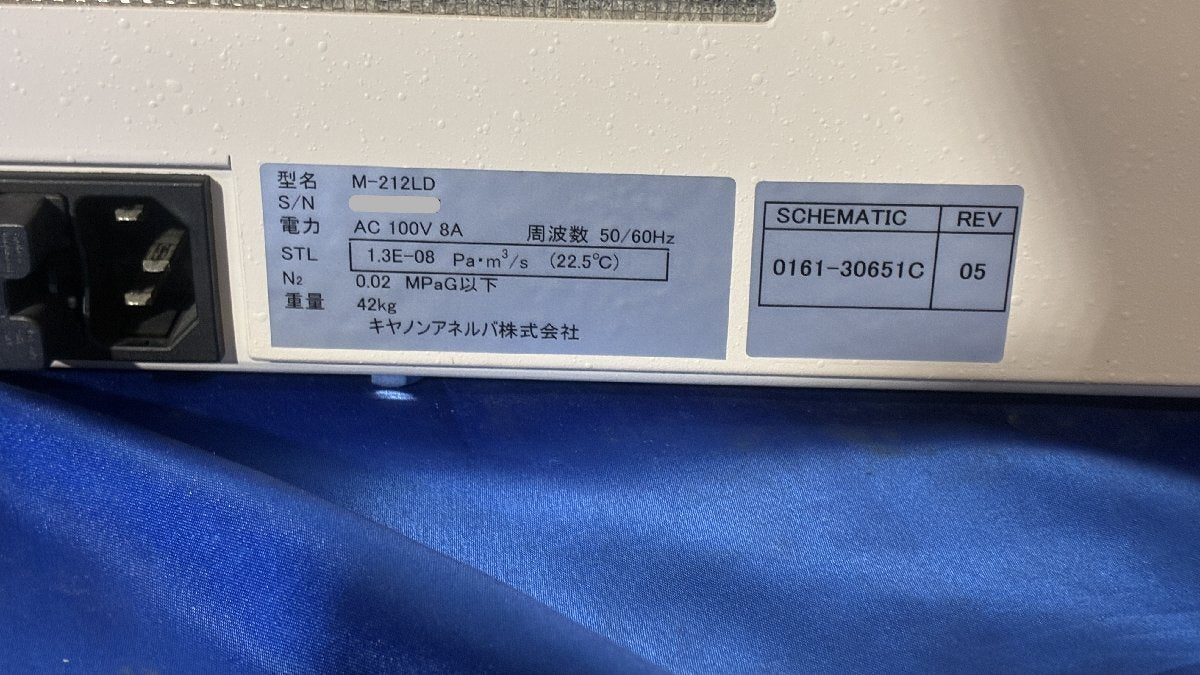 型名 M-212LD
S/N
電力 AC 100V 8A 周波数 50/60Hz
STL 1.3E-08 Pa・m³/s (22.5℃)
N₂ 0.02 MPaG以下
重量 42kg
キヤノンアネルバ株式会社
SCHEMATIC REV
0161-30651C 05